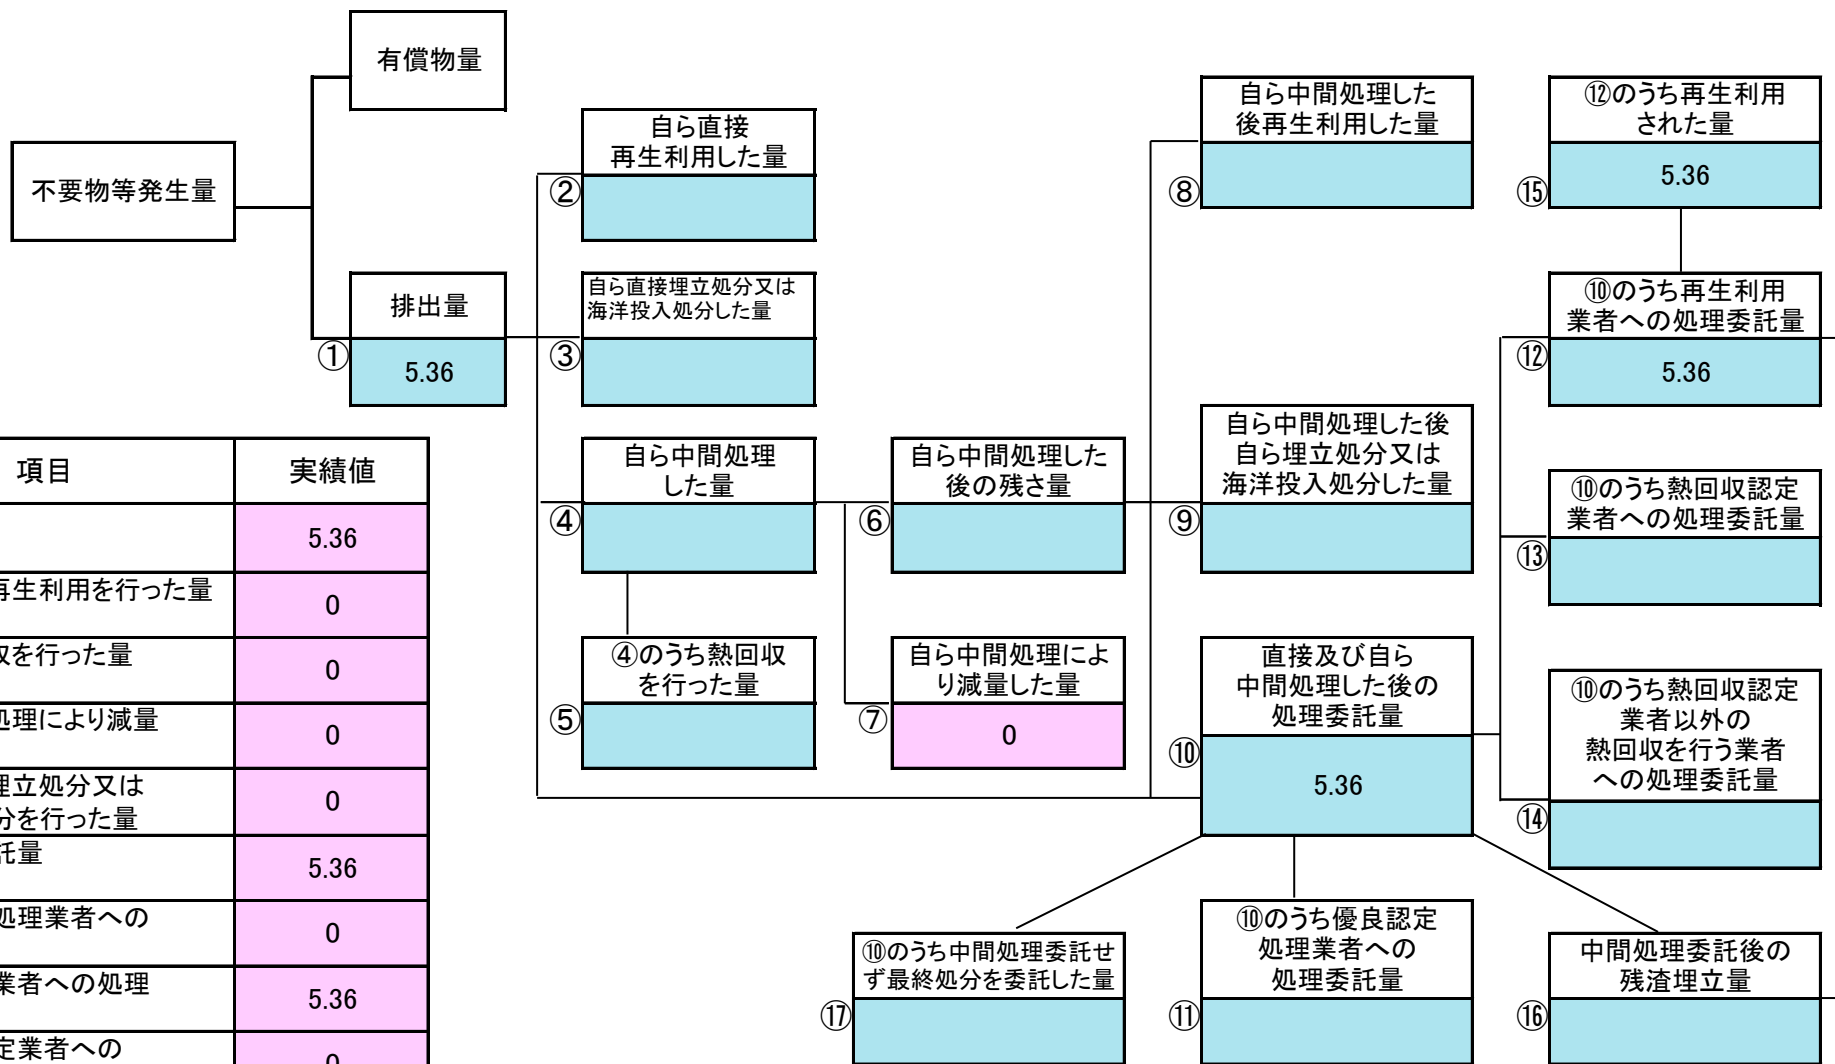 有償物量
不要物等発生量
排出量
①
5.36
自ら直接
再生利用した量
②
自ら直接埋立処分又は
海洋投入処分した量
③
自ら中間処理
した量
④
④のうち熱回収
を行った量
⑤
自ら中間処理した
後の残さ量
⑥
自ら中間処理によ
り減量した量
⑦
0
自ら中間処理した
後再生利用した量
⑧
自ら中間処理した後
自ら埋立処分又は
海洋投入処分した量
⑨
直接及び自ら
中間処理した後の
処理委託量
⑩
5.36
⑫のうち再生利用
された量
⑮
5.36
⑩のうち再生利用
業者への処理委託量
⑫
5.36
⑩のうち熱回収認定
業者への処理委託量
⑬
⑩のうち熱回収認定
業者以外の
熱回収を行う業者
への処理委託量
⑭
⑩のうち中間処理委託せ
ず最終処分を委託した量
⑰
⑩のうち優良認定
処理業者への
処理委託量
⑪
中間処理委託後の
残渣埋立量
⑯
項目 実績値
5.36
再生利用を行った量
0
を行った量
0
処理により減量
0
埋立処分又は
分を行った量
0
託量
5.36
処理業者への
0
業者への処理
5.36
定業者への
0